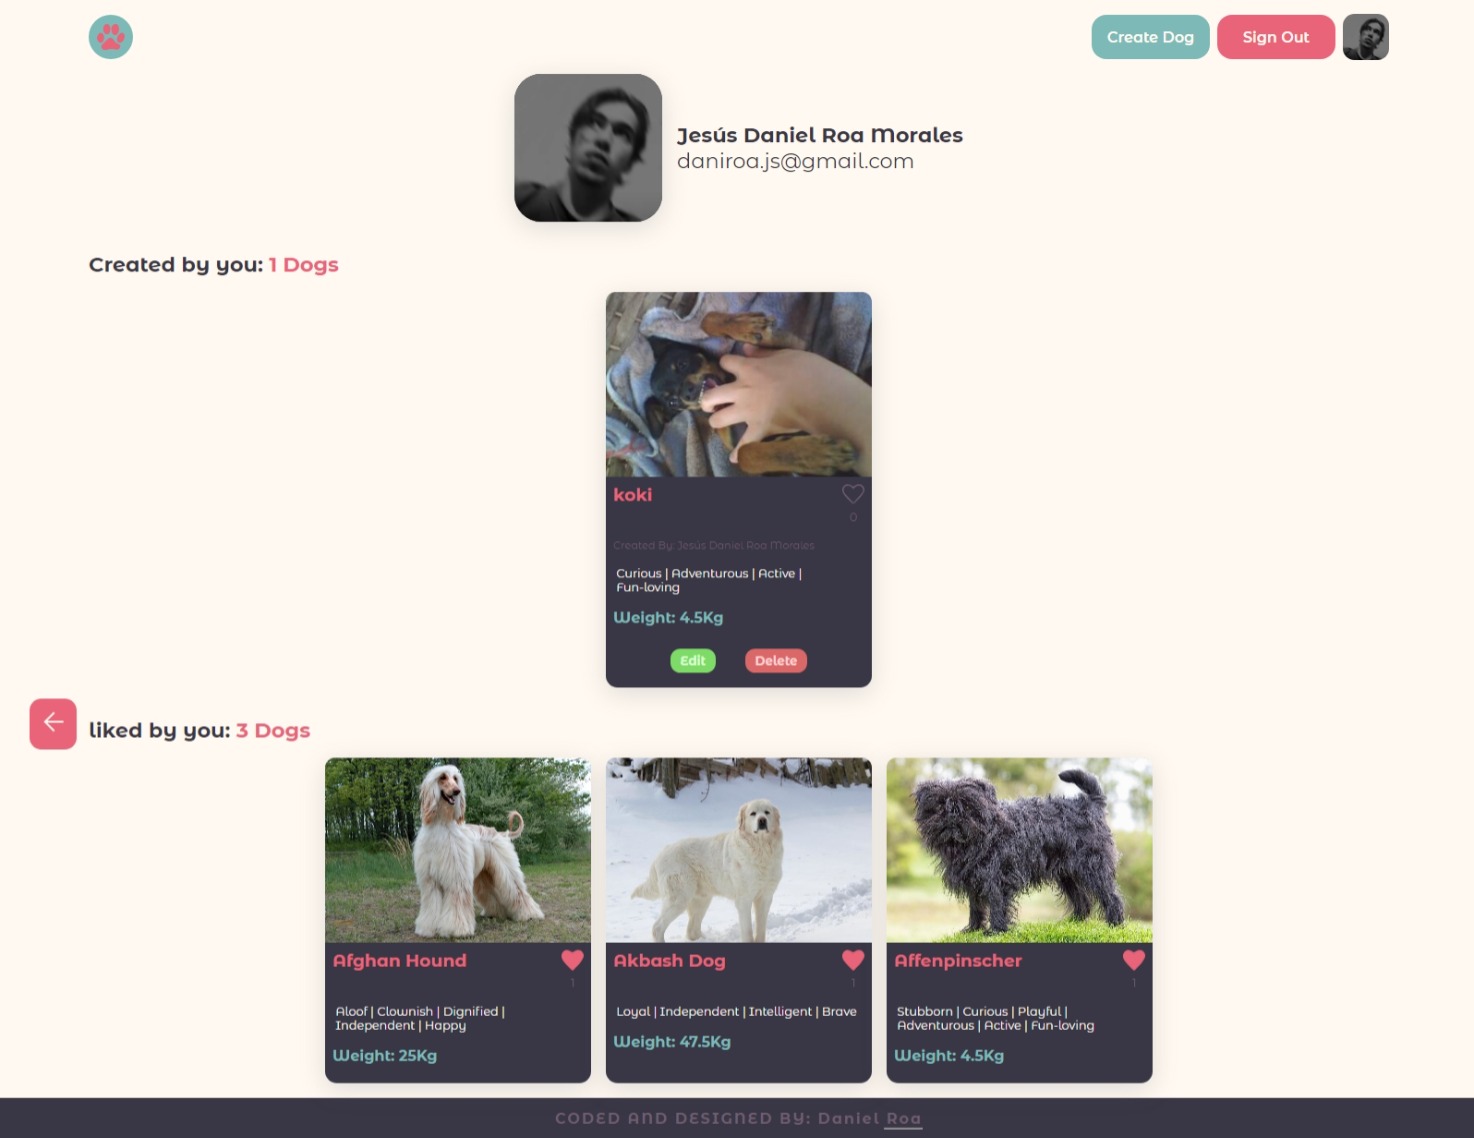 Create Dog
Sign Out
Jesús Daniel Roa Morales
daniroa.js@gmail.com
Created by you: 1 Dogs
koki
0
Created By: Jesús Daniel Roa Morales
Curious | Adventurous | Active |
Fun-loving
Weight: 4.5Kg
Edit
Delete
liked by you: 3 Dogs
Afghan Hound
1
Aloof | Clownish | Dignified |
Independent | Happy
Weight: 25Kg
Akbash Dog
1
Loyal | Independent | Intelligent | Brave
Weight: 47.5Kg
Affenpinscher
1
Stubborn | Curious | Playful |
Adventurous | Active | Fun-loving
Weight: 4.5Kg
CODED AND DESIGNED BY: Daniel Roa